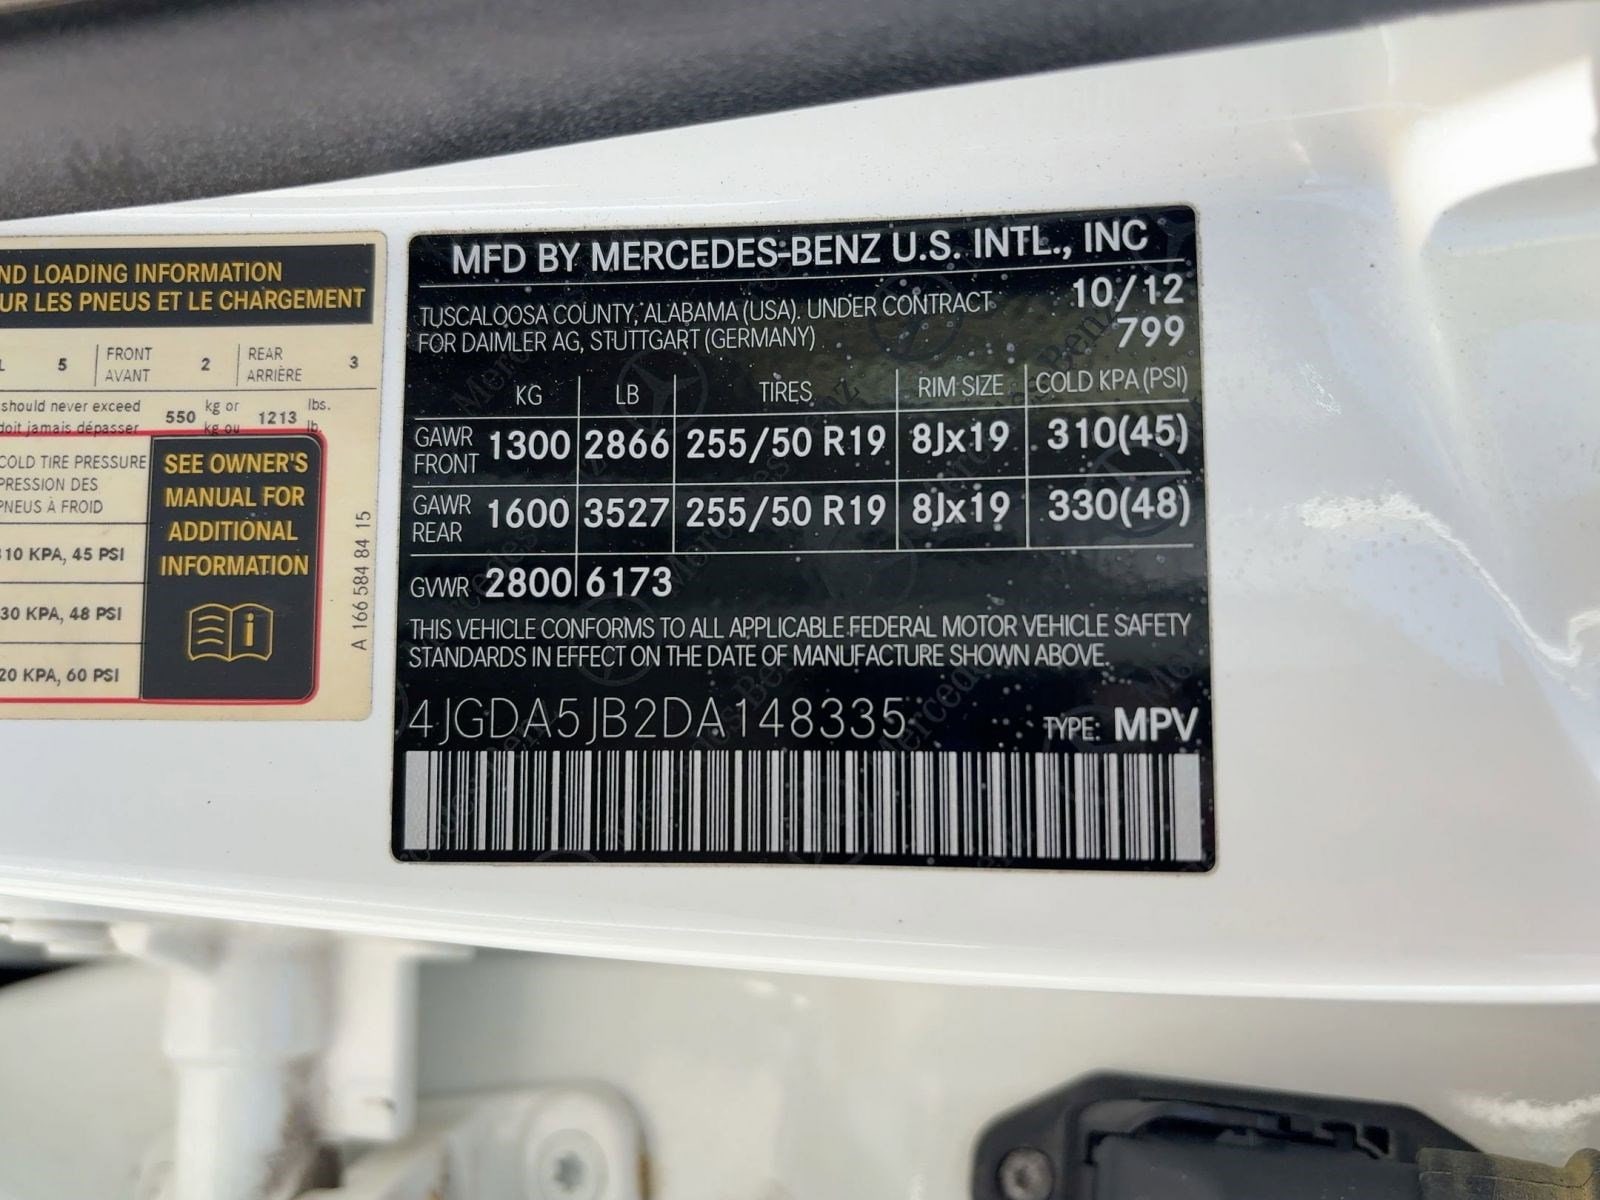 ND LOADING INFORMATION
UR LES PNEUS ET LE CHARGEMENT
L 5 FRONT AVANT 2 REAR ARRIÈRE 3
should never exceed 550 kg or 1213 lbs.
doit jamais dépasser kg ou lb.
COLD TIRE PRESSURE
PRESSION DES
PNEUS À FROID
310 KPA, 45 PSI
30 KPA, 48 PSI
20 KPA, 60 PSI
SEE OWNER'S
MANUAL FOR
ADDITIONAL
INFORMATION
A 166 584 84 15
MFD BY MERCEDES-BENZ U.S. INTL., INC
TUSCALOOSA COUNTY, ALABAMA (USA). UNDER CONTRACT 10/12
FOR DAIMLER AG, STUTTGART (GERMANY) 799
KG LB TIRES RIM SIZE COLD KPA (PSI)
GAWR FRONT 1300 2866 255/50 R19 8Jx19 310(45)
GAWR REAR 1600 3527 255/50 R19 8Jx19 330(48)
GVWR 2800 6173
THIS VEHICLE CONFORMS TO ALL APPLICABLE FEDERAL MOTOR VEHICLE SAFETY
STANDARDS IN EFFECT ON THE DATE OF MANUFACTURE SHOWN ABOVE.
4JGDA5JB2DA148335 TYPE: MPV